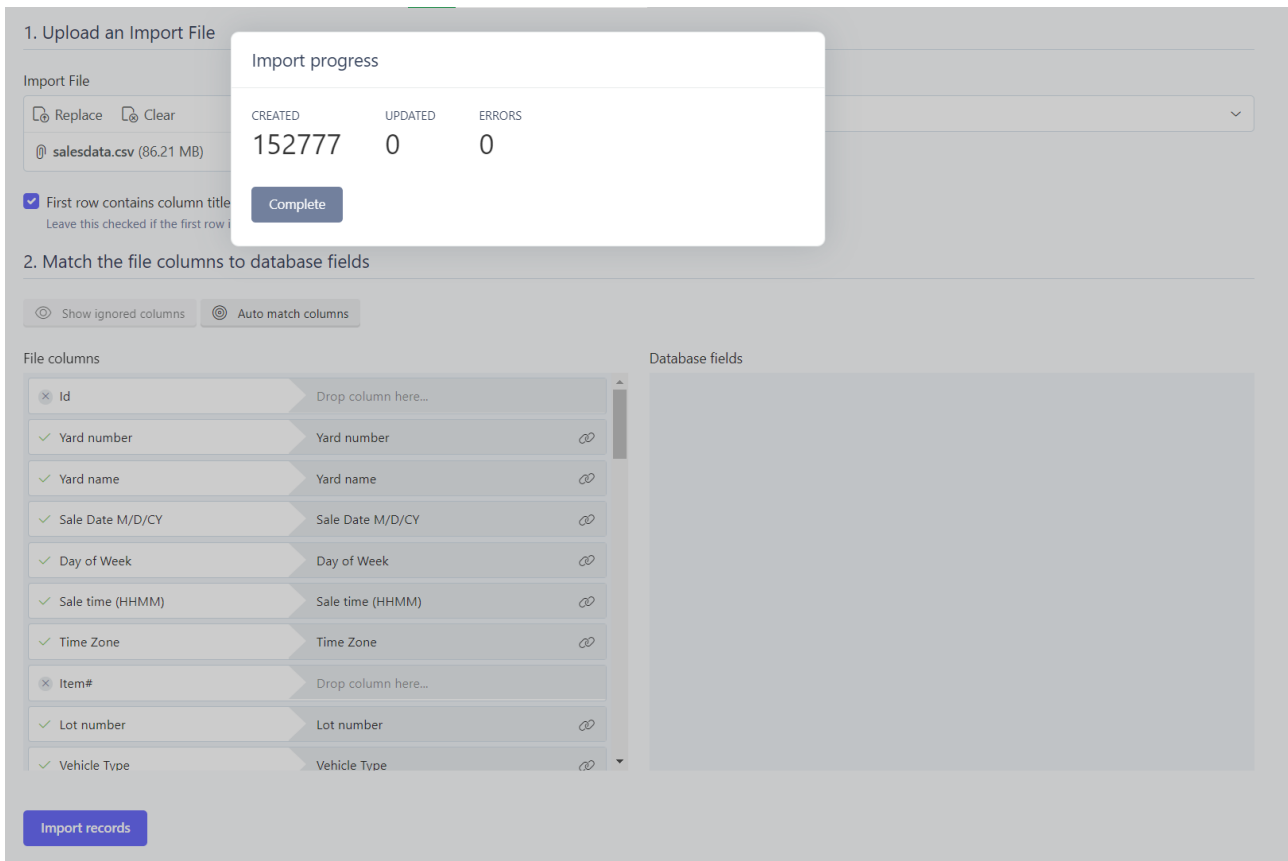 1. Upload an Import File
Import progress
Import File
Replace Clear
CREATED UPDATED ERRORS
152777 0 0
salesdata.csv (86.21 MB)
First row contains column title
Complete
Leave this checked if the first row i
2. Match the file columns to database fields
Show ignored columns Auto match columns
File columns Database fields
Id Drop column here...
Yard number Yard number
Yard name Yard name
Sale Date M/D/CY Sale Date M/D/CY
Day of Week Day of Week
Sale time (HHMM) Sale time (HHMM)
Time Zone Time Zone
Item# Drop column here...
Lot number Lot number
Vehicle Type Vehicle Type
Import records